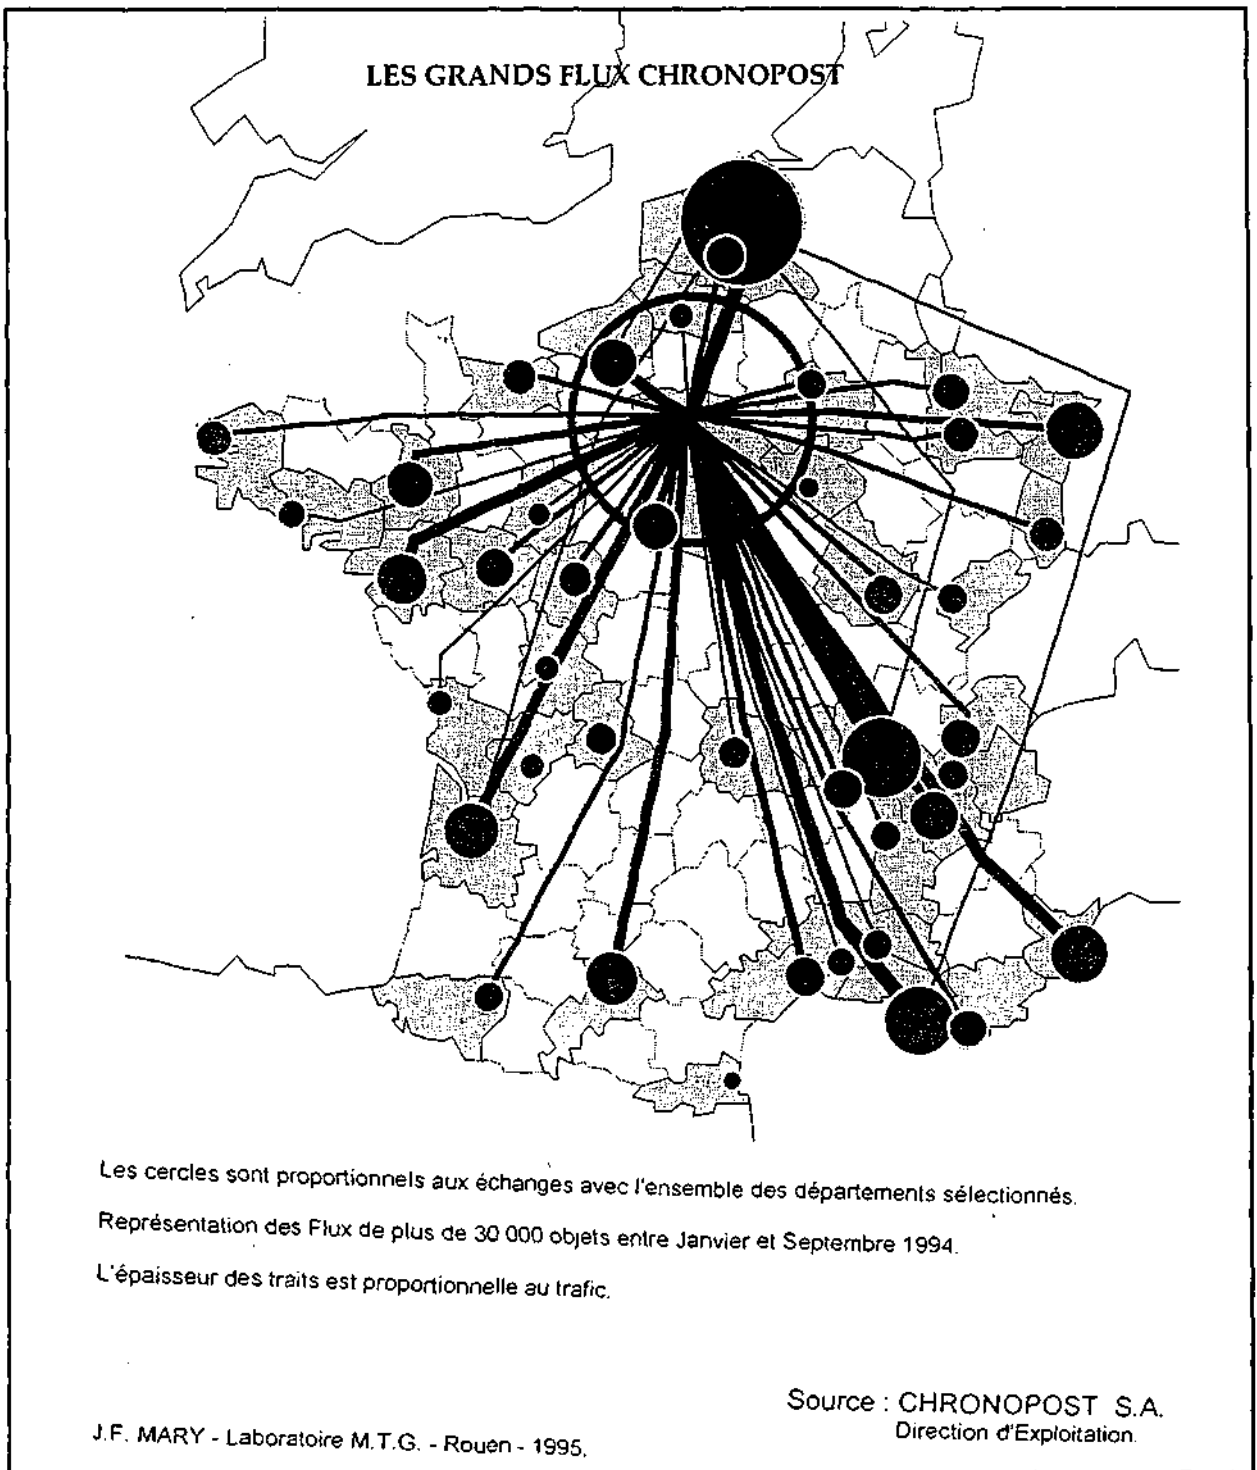 LES GRANDS FLUX CHRONOPOST
Les cercles sont proportionnels aux échanges avec l'ensemble des départements sélectionnés.
Représentation des Flux de plus de 30 000 objets entre Janvier et Septembre 1994.
L'épaisseur des traits est proportionnelle au trafic.
Source : CHRONOPOST S.A.
Direction d'Exploitation.
J.F. MARY - Laboratoire M.T.G. - Rouen - 1995.